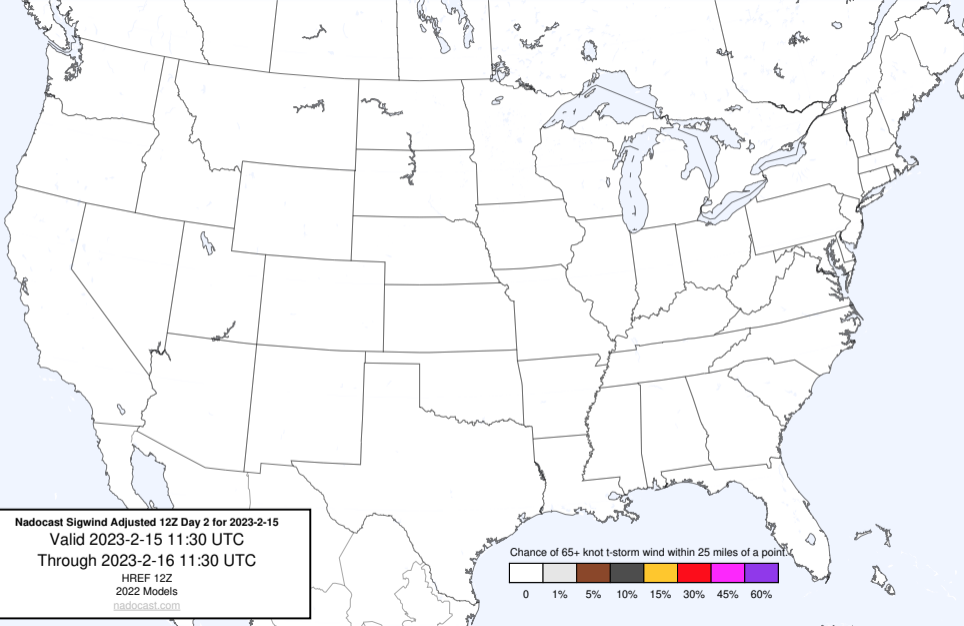 Nadocast Sigwind Adjusted 12Z Day 2 for 2023-2-15
Valid 2023-2-15 11:30 UTC
Through 2023-2-16 11:30 UTC
HREF 12Z
2022 Models
nadocast.com
Chance of 65+ knot t-storm wind within 25 miles of a point.
0 1% 5% 10% 15% 30% 45% 60%